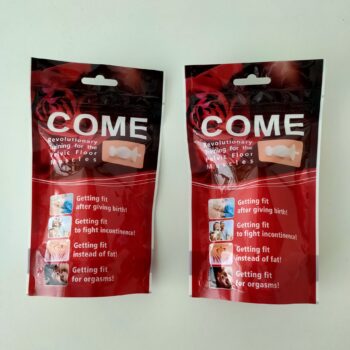 COME
Revolutionary
Training for the
Pelvic Floor
Muscles
Getting fit
after giving birth!
Getting fit
to fight incontinence!
Getting fit
instead of fat!
Getting fit
for orgasms!
COME
Revolutionary
Training for the
Pelvic Floor
Muscles
Getting fit
after giving birth!
Getting fit
to fight incontinence!
Getting fit
instead of fat!
Getting fit
for orgasms!